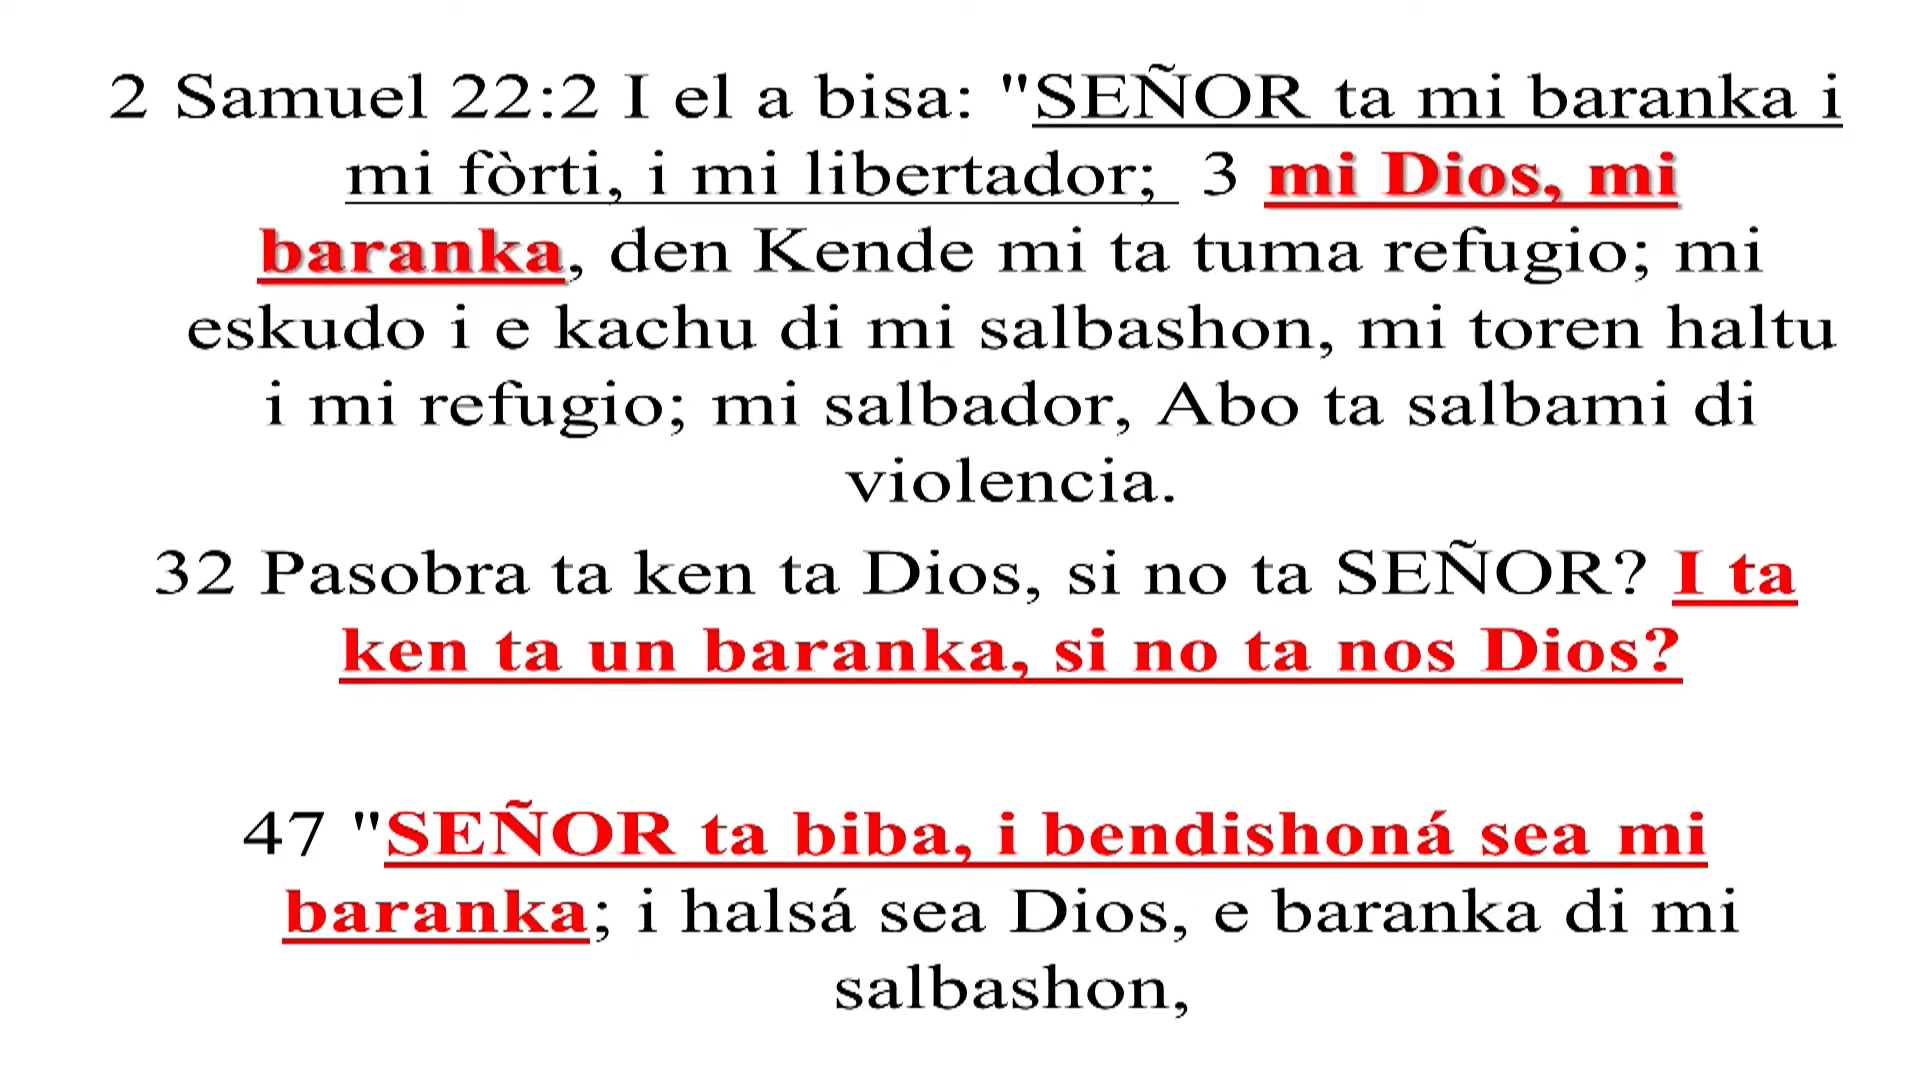 2 Samuel 22:2 I el a bisa: "SEÑOR ta mi baranka i
mi fòrti, i mi libertador; 3 mi Dios, mi
baranka, den Kende mi ta tuma refugio; mi
eskudo i e kachu di mi salbashon, mi toren haltu
i mi refugio; mi salbador, Abo ta salbami di
violencia.
32 Pasobra ta ken ta Dios, si no ta SEÑOR? I ta
ken ta un baranka, si no ta nos Dios?
47 "SEÑOR ta biba, i bendishoná sea mi
baranka; i halsá sea Dios, e baranka di mi
salbashon,